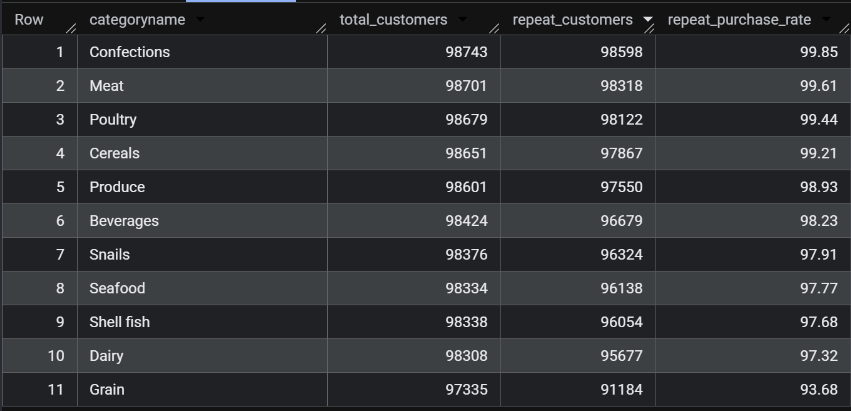 Row categoryname total_customers repeat_customers repeat_purchase_rate
1 Confections 98743 98598 99.85
2 Meat 98701 98318 99.61
3 Poultry 98679 98122 99.44
4 Cereals 98651 97867 99.21
5 Produce 98601 97550 98.93
6 Beverages 98424 96679 98.23
7 Snails 98376 96324 97.91
8 Seafood 98334 96138 97.77
9 Shell fish 98338 96054 97.68
10 Dairy 98308 95677 97.32
11 Grain 97335 91184 93.68